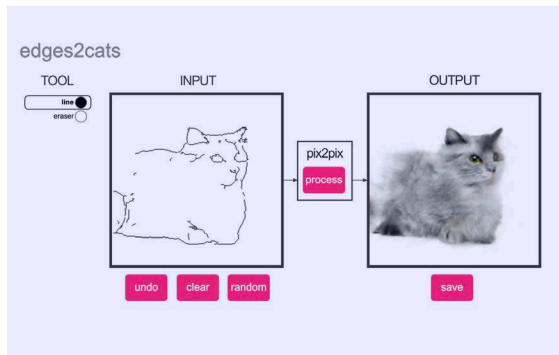 edges2cats
TOOL
line
eraser
INPUT
undo
clear
random
pix2pix
process
OUTPUT
save